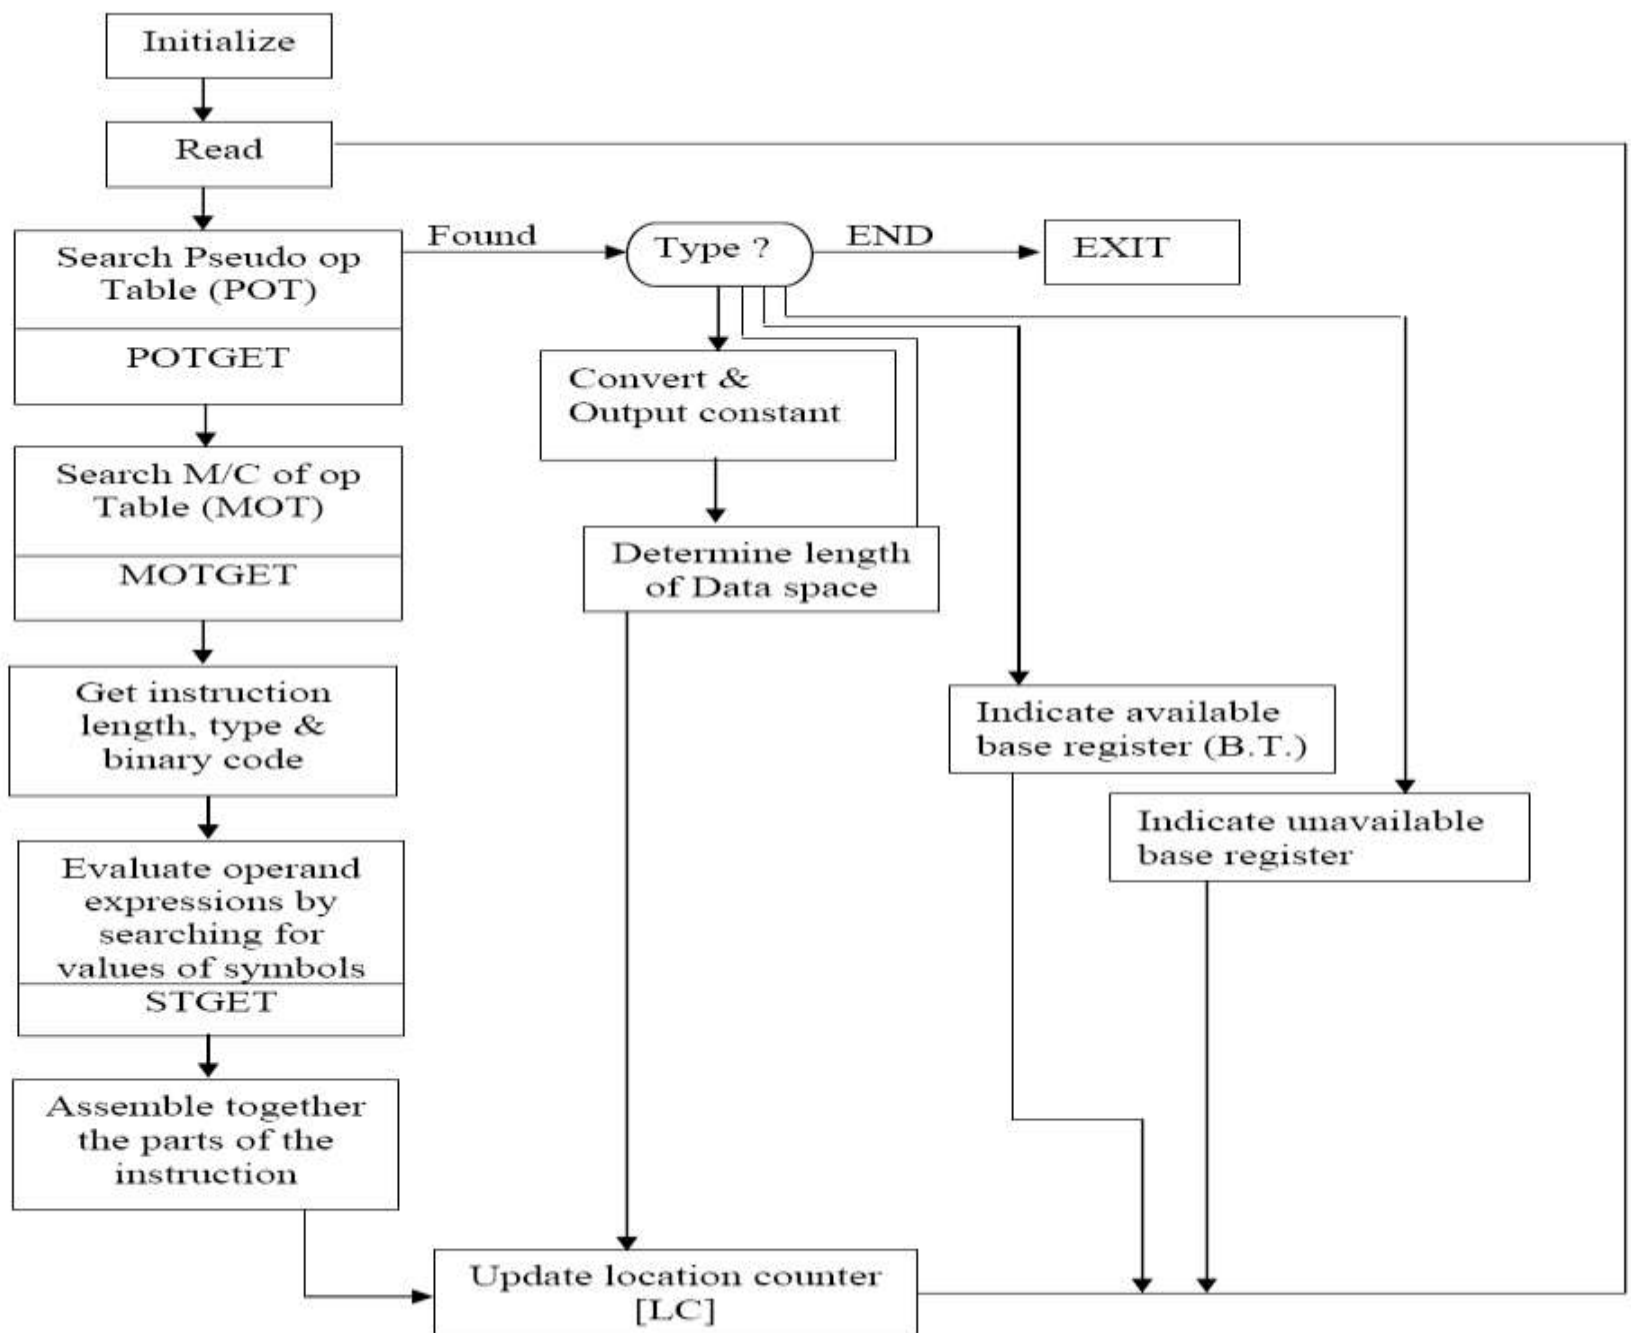 Initialize
Read
Search Pseudo op
Table (POT)
POTGET
Found
Type ?
END
EXIT
Convert &
Output constant
Search M/C of op
Table (MOT)
MOTGET
Determine length
of Data space
Get instruction
length, type &
binary code
Indicate available
base register (B.T.)
Indicate unavailable
base register
Evaluate operand
expressions by
searching for
values of symbols
STGET
Assemble together
the parts of the
instruction
Update location counter
[LC]